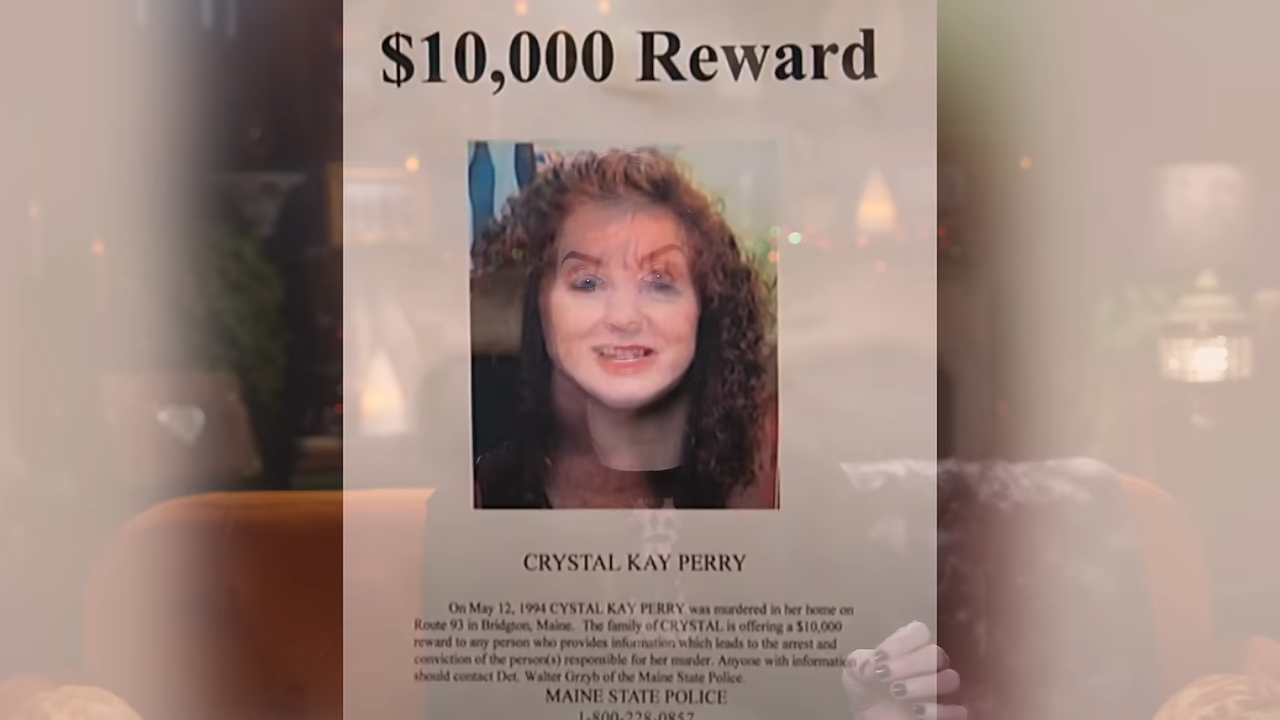 $10,000 Reward
CRYSTAL KAY PERRY
On May 12, 1994 CYSTAL KAY PERRY was murdered in her home on
Route 93 in Bridgton, Maine. The family of CRYSTAL is offering a $10,000
reward to any person who provides information which leads to the arrest and
conviction of the person(s) responsible for her murder. Anyone with information
should contact Det. Walter Grzyb of the Maine State Police.
MAINE STATE POLICE
1-800-228-0857